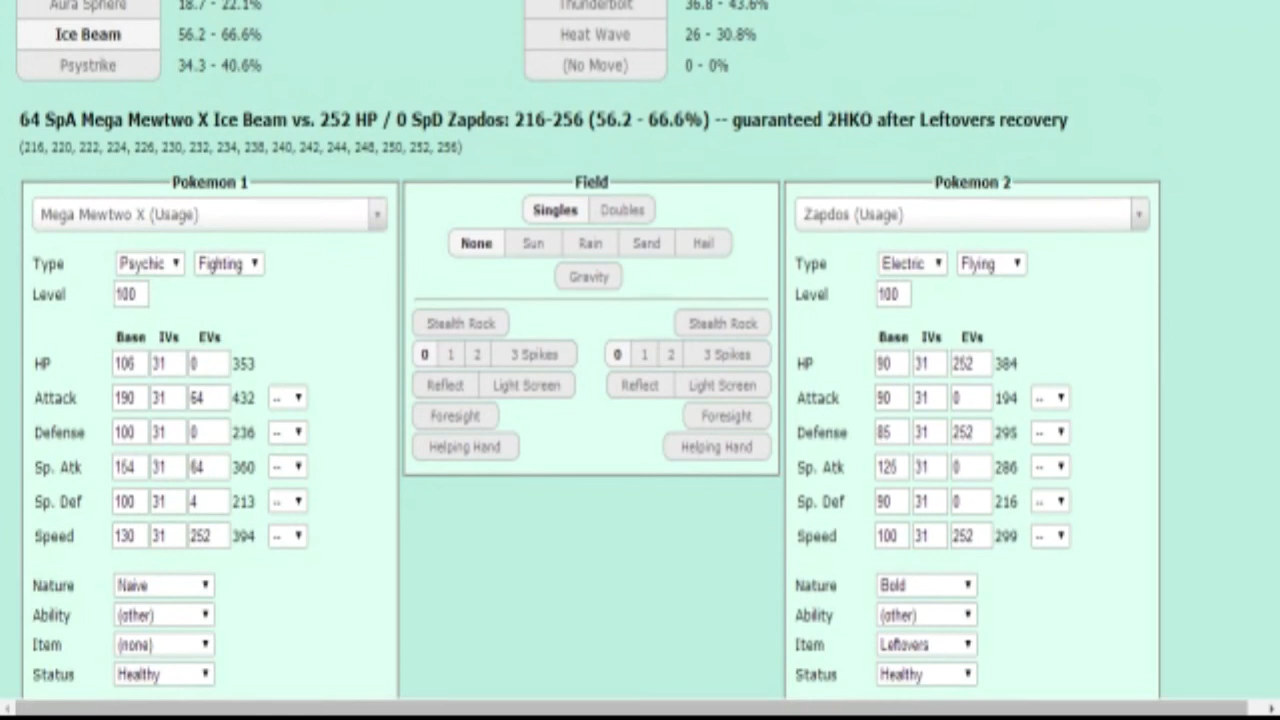 Aura Sphere 18.7 - 22.1% Thunderbolt 36.8 - 43.6%
Ice Beam 56.2 - 66.6% Heat Wave 26 - 30.8%
Psystrike 34.3 - 40.6% (No Move) 0 - 0%
64 SpA Mega Mewtwo X Ice Beam vs. 252 HP / 0 SpD Zapdos: 216-256 (56.2 - 66.6%) -- guaranteed 2HKO after Leftovers recovery
(216, 220, 222, 224, 226, 230, 232, 234, 238, 240, 242, 244, 248, 250, 252, 256)
Pokemon 1
Mega Mewtwo X (Usage)
Type Psychic Fighting
Level 100
Base IVs EVs
HP 106 31 0 353
Attack 190 31 64 432 --
Defense 100 31 0 236 --
Sp. Atk 154 31 64 360 --
Sp. Def 100 31 4 213 --
Speed 130 31 252 394 --
Nature Naive
Ability (other)
Item (none)
Status Healthy
Field
Singles Doubles
None Sun Rain Sand Hail
Gravity
Stealth Rock Stealth Rock
0 1 2 3 Spikes 0 1 2 3 Spikes
Reflect Light Screen Reflect Light Screen
Foresight Foresight
Helping Hand Helping Hand
Pokemon 2
Zapdos (Usage)
Type Electric Flying
Level 100
Base IVs EVs
HP 90 31 252 384
Attack 90 31 0 194 --
Defense 85 31 252 295 --
Sp. Atk 125 31 0 286 --
Sp. Def 90 31 0 216 --
Speed 100 31 252 299 --
Nature Bold
Ability (other)
Item Leftovers
Status Healthy